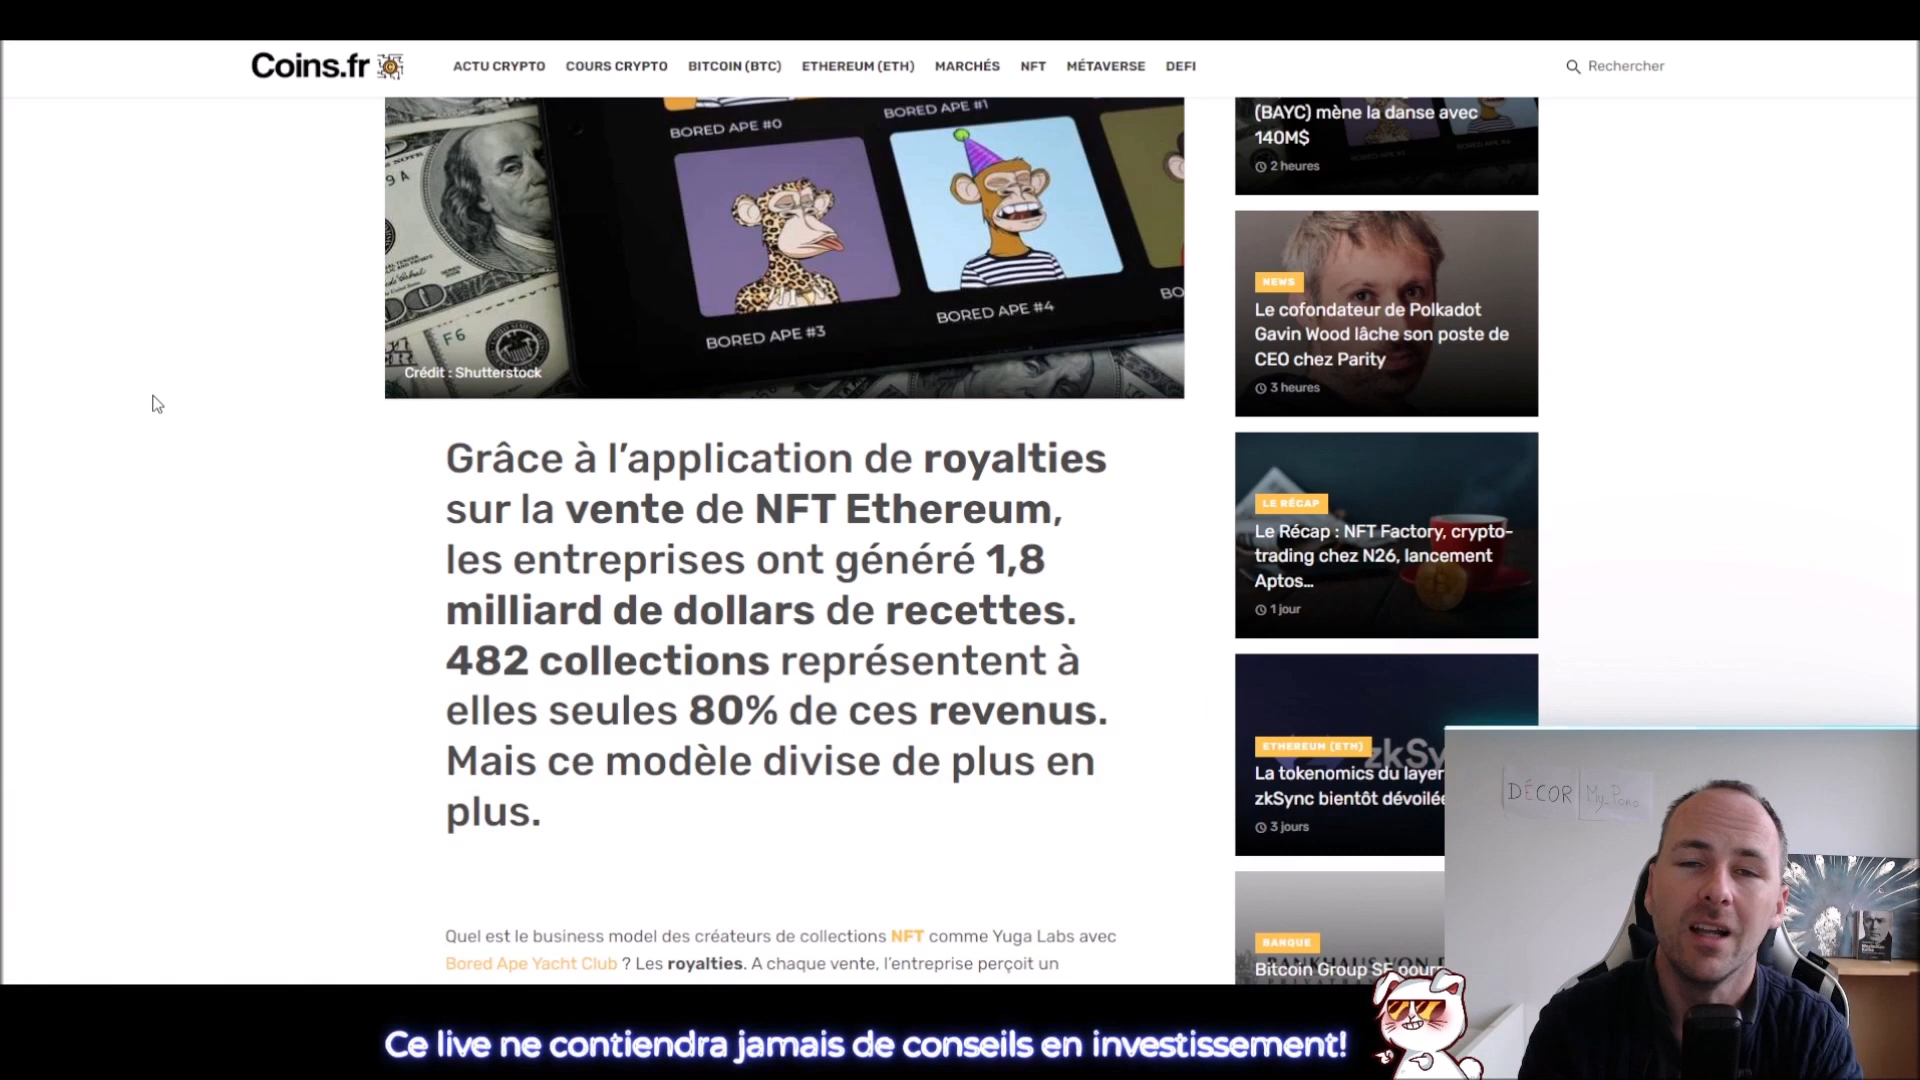 Coins.fr
ACTU CRYPTO COURS CRYPTO BITCOIN (BTC) ETHEREUM (ETH) MARCHÉS NFT MÉTAVERSE DEFI
Rechercher
BORED APE #0
BORED APE #1
BORED APE #3
BORED APE #4
BO
F6
Crédit : Shutterstock
Grâce à l’application de royalties
sur la vente de NFT Ethereum,
les entreprises ont généré 1,8
milliard de dollars de recettes.
482 collections représentent à
elles seules 80% de ces revenus.
Mais ce modèle divise de plus en
plus.
Quel est le business model des créateurs de collections NFT comme Yuga Labs avec
Bored Ape Yacht Club ? Les royalties. A chaque vente, l’entreprise perçoit un
(BAYC) mène la danse avec
140M$
2 heures
NEWS
Le cofondateur de Polkadot
Gavin Wood lâche son poste de
CEO chez Parity
3 heures
LE RÉCAP
Le Récap : NFT Factory, crypto-
trading chez N26, lancement
Aptos...
1 jour
ETHEREUM (ETH)
zkSy
La tokenomics du layer
zkSync bientôt dévoilée
3 jours
BANQUE
Bitcoin Group SE pour
DÉCOR
My_Pono
Ce live ne contiendra jamais de conseils en investissement!